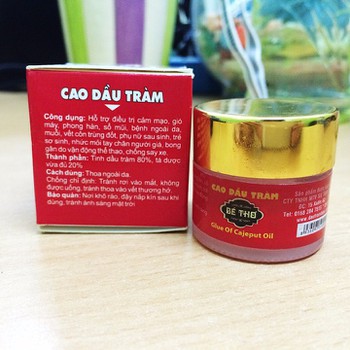 CAO DẦU TRÀM
Công dụng: Hỗ trợ điều trị cảm mạo, gió
máy, phong hàn, sổ mũi, bệnh ngoài da,
muỗi, vết côn trùng đốt, phụ nữ sau sinh, trẻ
sơ sinh, nhức mỏi tay chân người già, bong
gân do vận động thể thao, chống say xe.
Thành phần: Tinh dầu tràm 80%, tá dược
vừa đủ 20%
Cách dùng: Thoa ngoài da.
Chống chỉ định: Tránh rơi vào mắt, không
được uống, tránh thoa vào vết thương hở.
Bảo quản: Nơi khô ráo, đậy nắp kín sau khi
dùng, tránh ánh sáng mặt trời
CAO DẦU TRÀM
BÉ THƠ
Glue Of Cajeput Oil
Sản phẩm
CTY TNHH